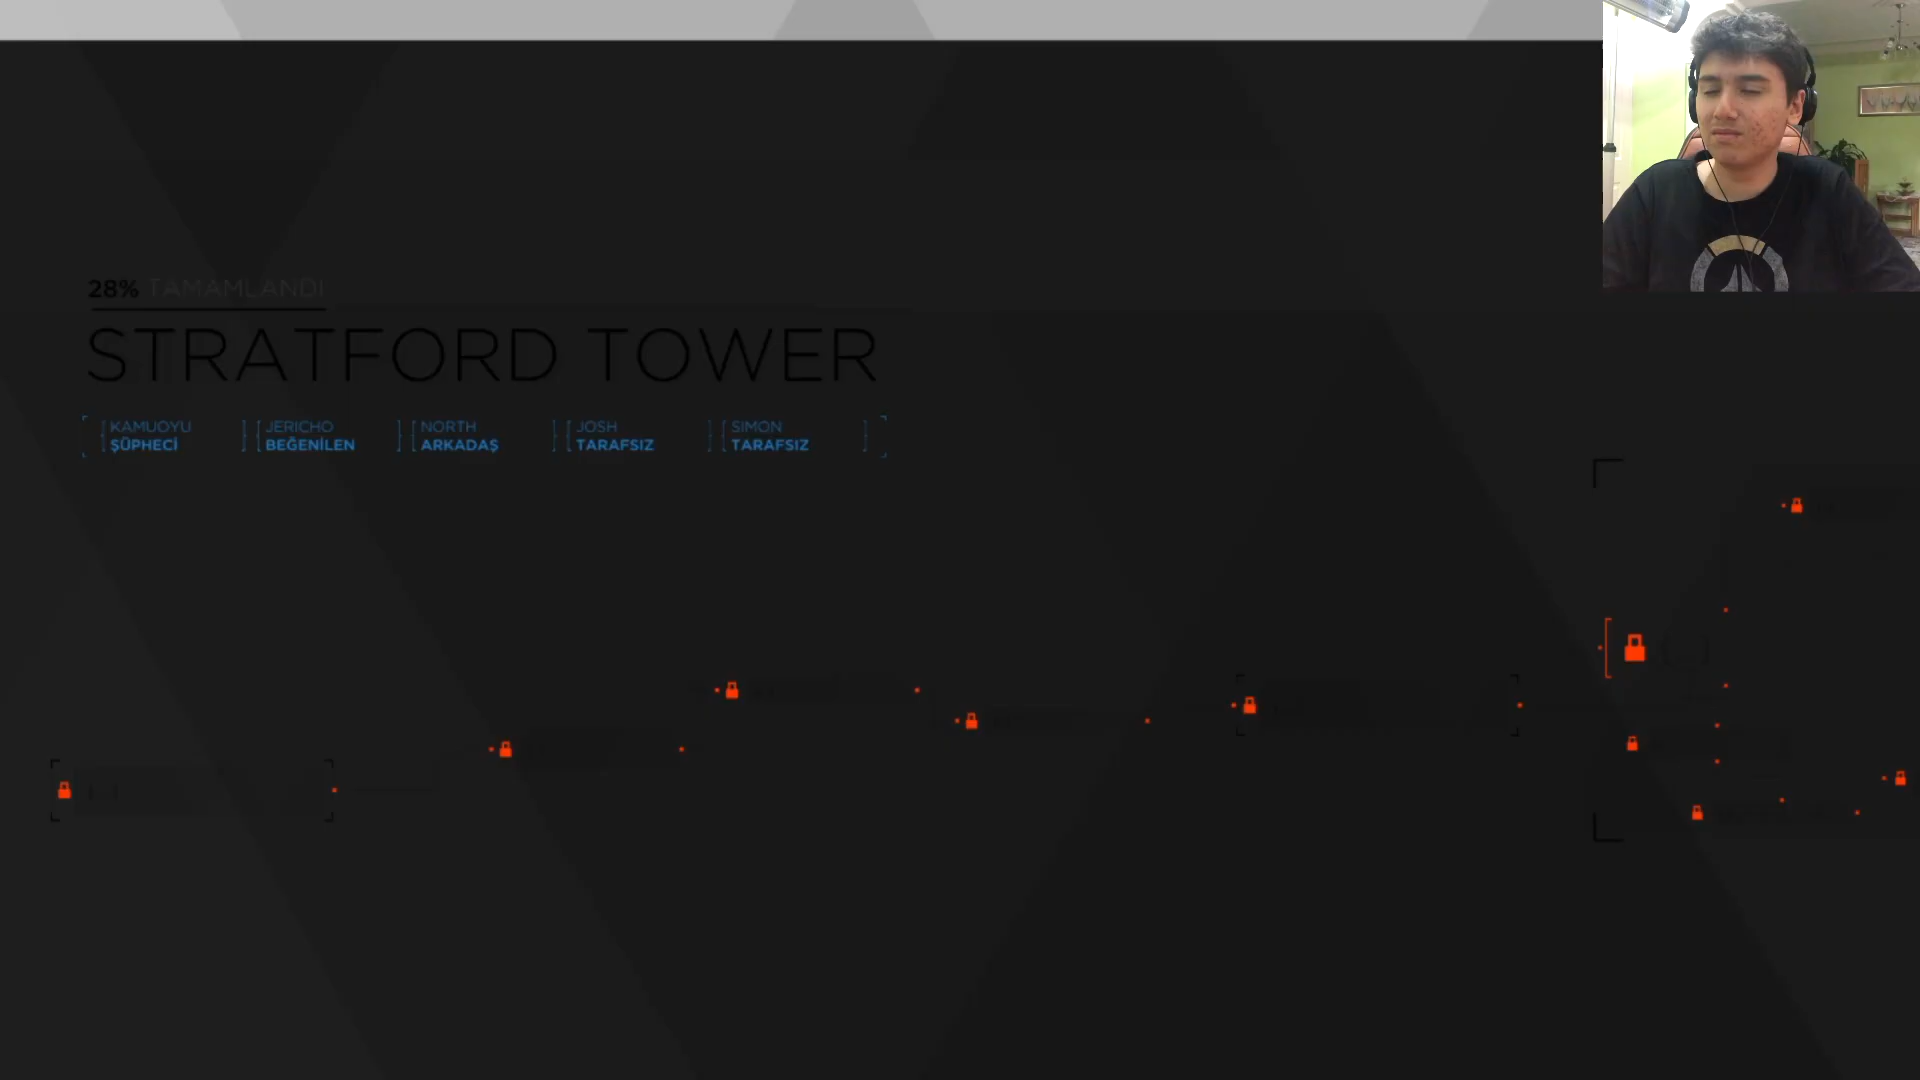 28% TAMAMLANDI
STRATFORD TOWER
KAMUOYU JERICHO NORTH JOSH SIMON
ŞÜPHECİ BEĞENİLEN ARKADAŞ TARAFSIZ TARAFSIZ